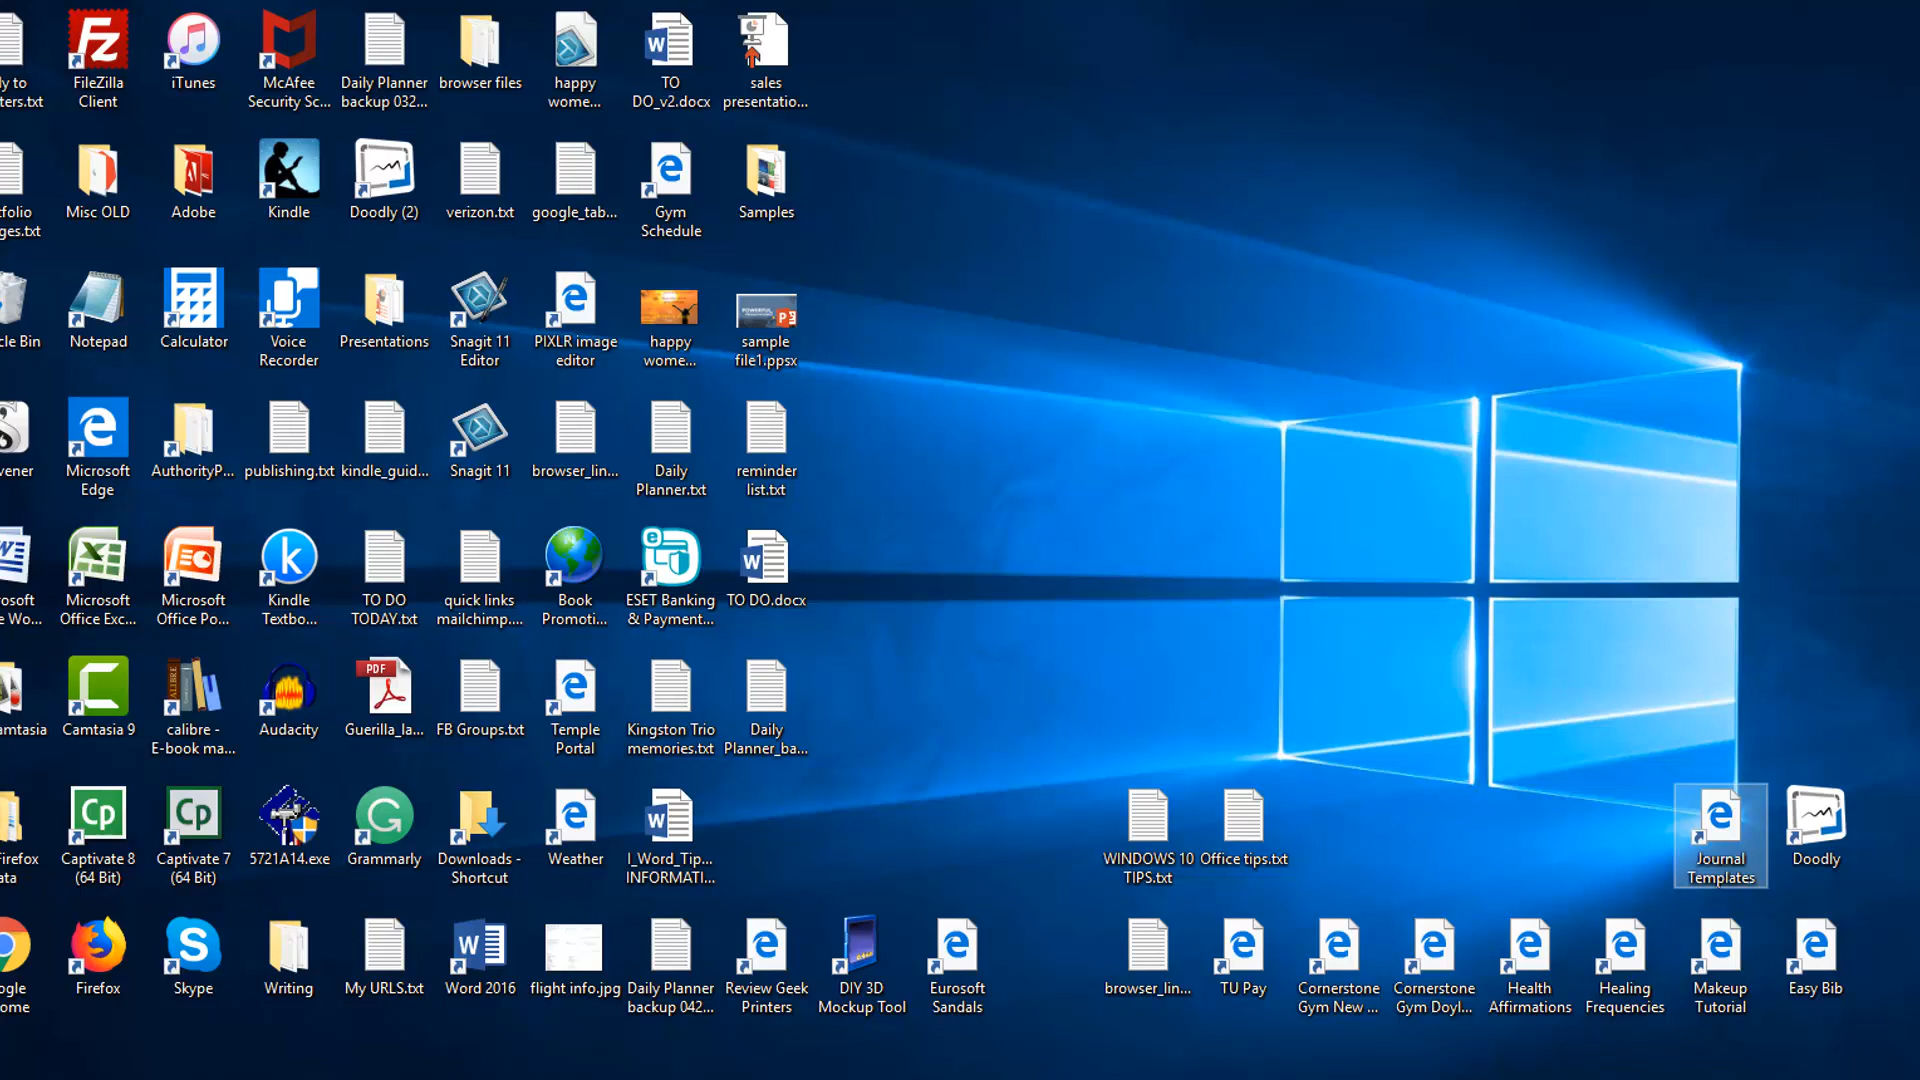 ly to
ters.txt
FileZilla
Client
iTunes
McAfee
Security Sc...
Daily Planner
backup 032...
browser files
happy
wome...
TO
DO_v2.docx
sales
presentatio...
tfolio
ges.txt
Misc OLD
Adobe
Kindle
Doodly (2)
verizon.txt
google_tab...
Gym
Schedule
Samples
cle Bin
Notepad
Calculator
Voice
Recorder
Presentations
Snagit 11
Editor
PIXLR image
editor
happy
wome...
sample
file1.ppsx
vener
Microsoft
Edge
AuthorityP...
publishing.txt
kindle_guid...
Snagit 11
browser_lin...
Daily
Planner.txt
reminder
list.txt
osoft
e Wo...
Microsoft
Office Exc...
Microsoft
Office Po...
Kindle
Textbo...
TO DO
TODAY.txt
quick links
mailchimp....
Book
Promoti...
ESET Banking
& Payment...
TO DO.docx
amtasia
Camtasia 9
calibre -
E-book ma...
Audacity
PDF
Guerilla_la...
FB Groups.txt
Temple
Portal
Kingston Trio
memories.txt
Daily
Planner_ba...
Firefox
ata
Captivate 8
(64 Bit)
Captivate 7
(64 Bit)
5721A14.exe
Grammarly
Downloads -
Shortcut
Weather
I_Word_Tip...
INFORMATI...
WINDOWS 10
TIPS.txt
Office tips.txt
Journal
Templates
Doodly
ogle
ome
Firefox
Skype
Writing
My URLS.txt
Word 2016
flight info.jpg
Daily Planner
backup 042...
Review Geek
Printers
DIY 3D
Mockup Tool
Eurosoft
Sandals
browser_lin...
TU Pay
Cornerstone
Gym New ...
Cornerstone
Gym Doyl...
Health
Affirmations
Healing
Frequencies
Makeup
Tutorial
Easy Bib